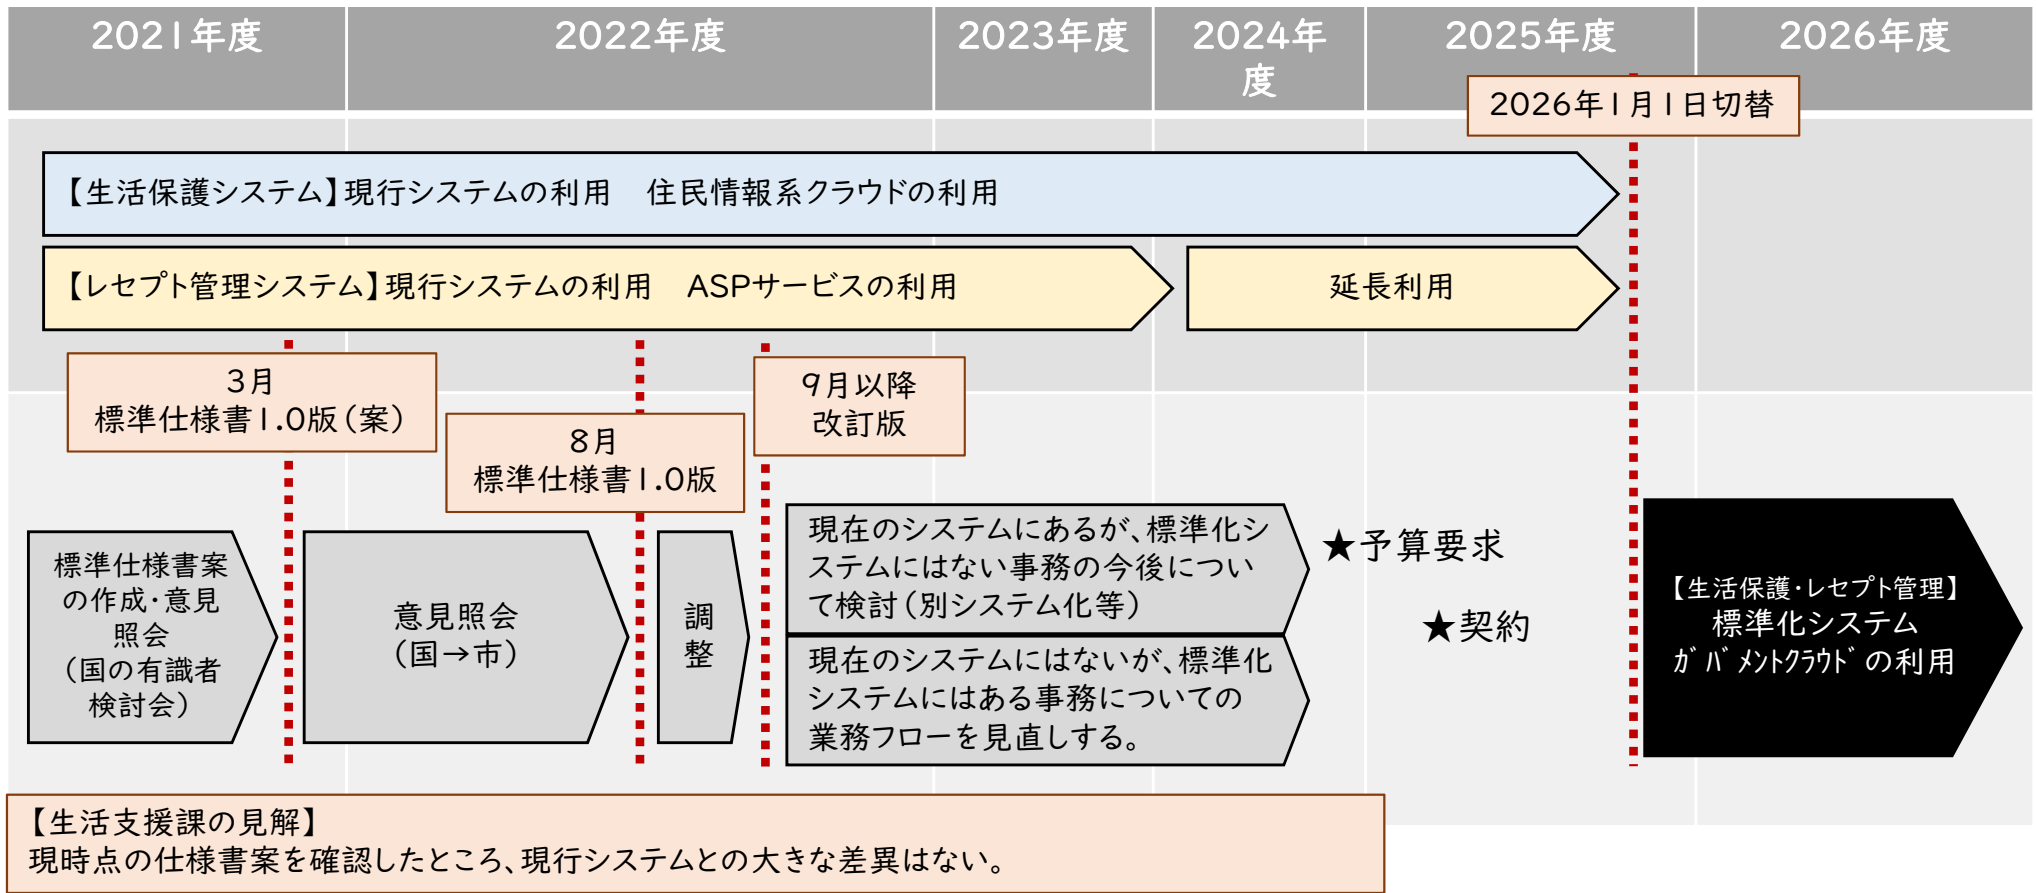 2021年度
2022年度
2023年度
2024年
度
2025年度
2026年度
2026年1月1日切替
【生活保護システム】現行システムの利用　住民情報系クラウドの利用
【レセプト管理システム】現行システムの利用　ASPサービスの利用
延長利用
3月
標準仕様書1.0版（案）
8月
標準仕様書1.0版
9月以降
改訂版
標準仕様書案
の作成・意見
照会
（国の有識者
検討会）
意見照会
（国→市）
調
整
現在のシステムにあるが、標準化シ
ステムにはない事務の今後につい
て検討（別システム化等）
現在のシステムにはないが、標準化
システムにはある事務についての
業務フローを見直しする。
★予算要求
★契約
【生活保護・レセプト管理】
標準化システム
ｶﾞﾊﾞﾒﾝﾄｸﾗｳﾄﾞの利用
【生活支援課の見解】
現時点の仕様書案を確認したところ、現行システムとの大きな差異はない。